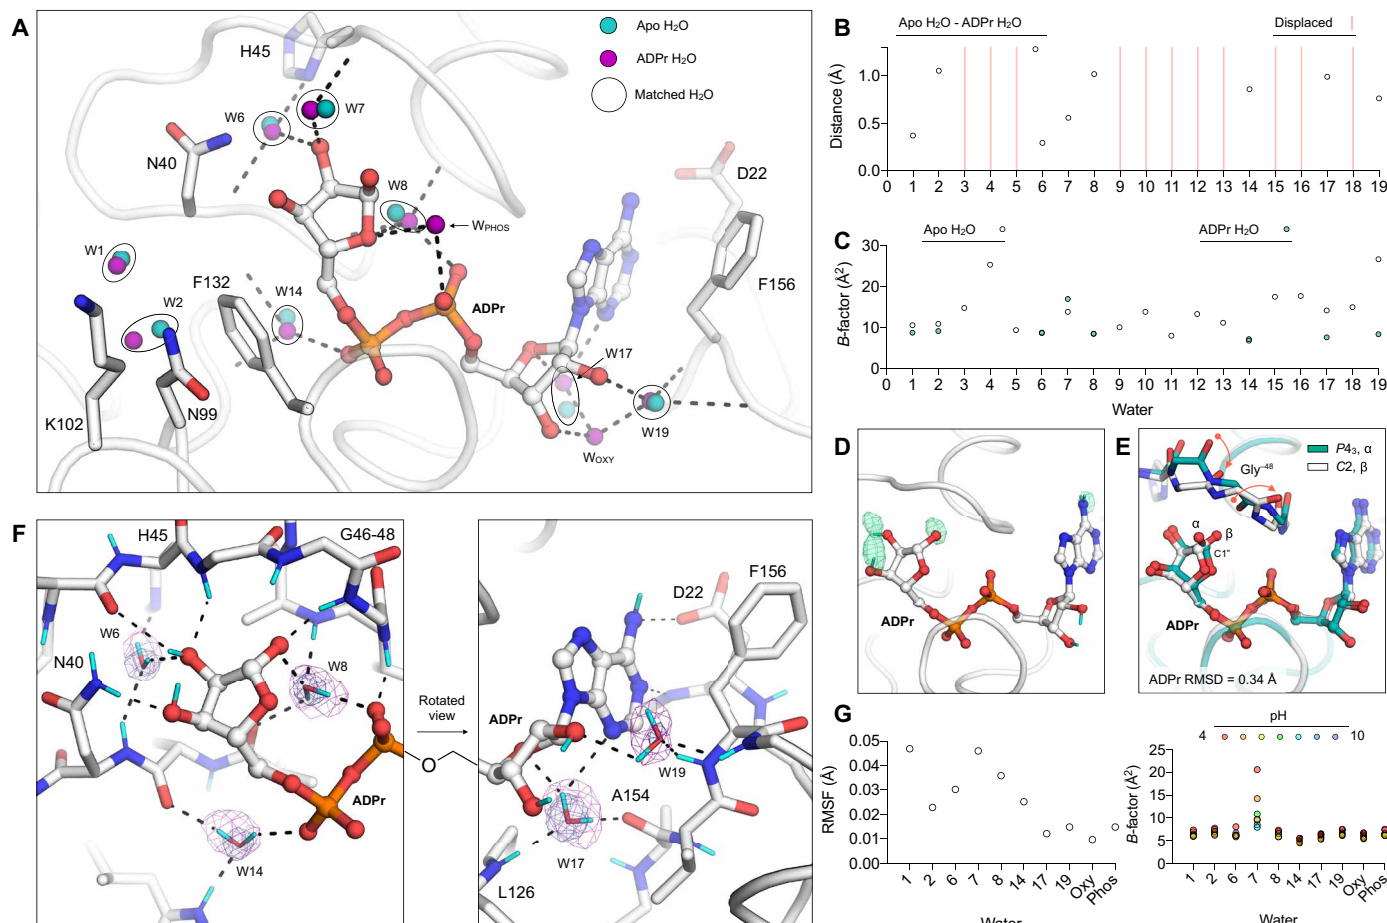 A
H45
Apo H₂O
ADPr H₂O
Matched H₂O
W6
W7
N40
D22
W8
WPHOS
W1
W2
F132
W14
ADPr
F156
W17
K102
N99
W19
WOXY
B
Apo H₂O - ADPr H₂O
Displaced
Distance (Å)
1.0
0.5
0.0
0 1 2 3 4 5 6 7 8 9 10 11 12 13 14 15 16 17 18 19
C
Apo H₂O
ADPr H₂O
B-factor (Å²)
30
20
10
0
0 1 2 3 4 5 6 7 8 9 10 11 12 13 14 15 16 17 18 19
Water
D
ADPr
E
P4₃, α
C2, β
Gly⁻⁴⁸
α
β
C1"
ADPr
ADPr RMSD = 0.34 Å
F
H45
G46-48
W6
N40
W8
ADPr
W14
Rotated
view
O
D22
F156
ADPr
W19
A154
W17
L126
G
RMSF (Å)
0.05
0.04
0.03
0.02
0.01
0.00
1 2 6 7 8 14 17 19 Oxy Phos
Water
pH
4 10
B-factor (Å²)
25
20
15
10
5
0
1 2 6 7 8 14 17 19 Oxy Phos
Water